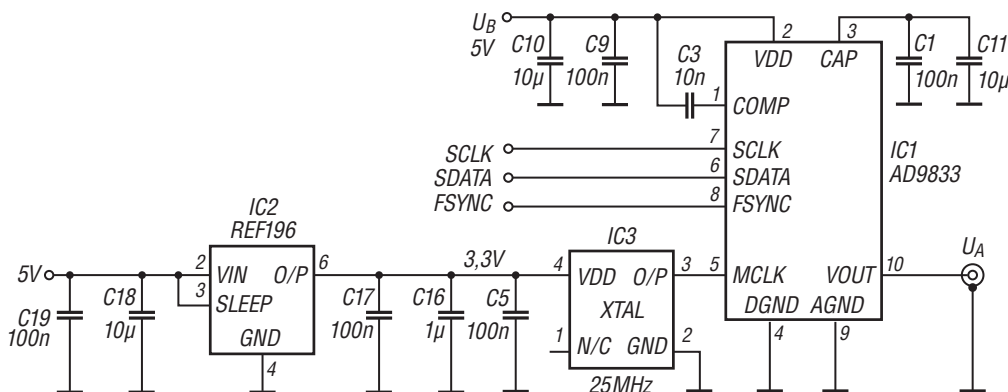 UB
5V
C10
10µ
C9
100n
C3
10n
2
3
VDD
CAP
C1
100n
C11
10µ
1
COMP
SCLK
7
SCLK
SDATA
6
SDATA
FSYNC
8
FSYNC
IC1
AD9833
IC2
REF196
5V
2
VIN
O/P
6
3
SLEEP
GND
4
C19
100n
C18
10µ
C17
100n
3,3V
C16
1µ
C5
100n
IC3
4
VDD
O/P
3
XTAL
1
N/C
GND
2
25MHz
5
MCLK
VOUT
10
DGND
AGND
4
9
UA